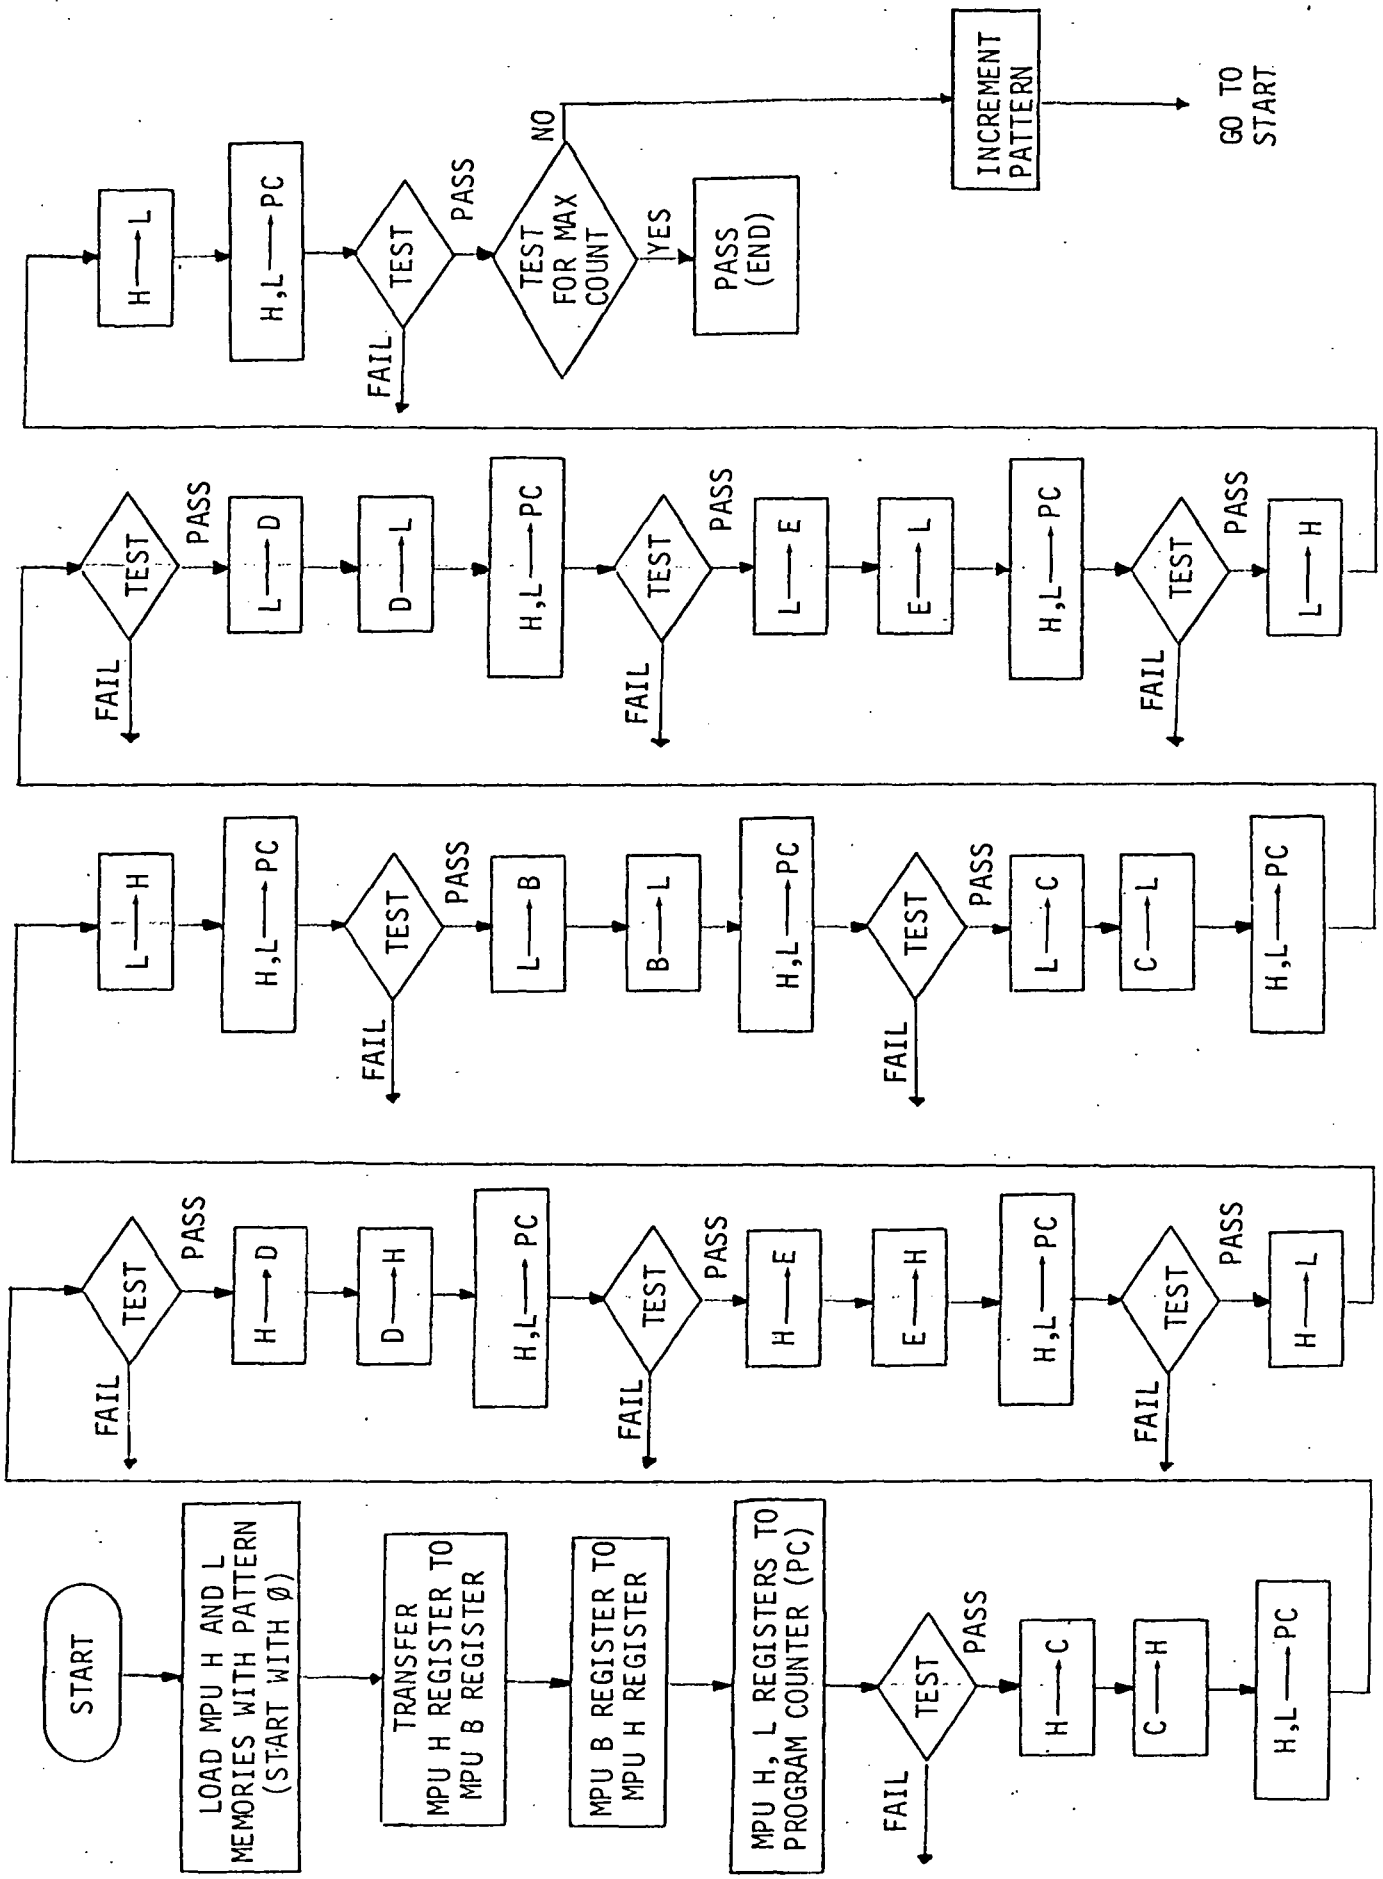 START
LOAD MPU H AND L
MEMORIES WITH PATTERN
(START WITH Ø)
TRANSFER
MPU H REGISTER TO
MPU B REGISTER
MPU B REGISTER TO
MPU H REGISTER
MPU H, L REGISTERS TO
PROGRAM COUNTER (PC)
TEST
FAIL
PASS
H→C
C→H
H,L→PC
TEST
FAIL
PASS
H→D
D→H
H,L→PC
TEST
FAIL
PASS
H→E
E→H
H,L→PC
TEST
FAIL
PASS
H→L
L→H
H,L→PC
TEST
FAIL
PASS
L→B
B→L
H,L→PC
TEST
FAIL
PASS
L→C
C→L
H,L→PC
TEST
FAIL
PASS
L→D
D→L
H,L→PC
TEST
FAIL
PASS
L→E
E→L
H,L→PC
TEST
FAIL
PASS
L→H
H→L
H,L→PC
TEST
FAIL
PASS
TEST
FOR MAX
COUNT
NO
YES
PASS
(END)
INCREMENT
PATTERN
GO TO
START